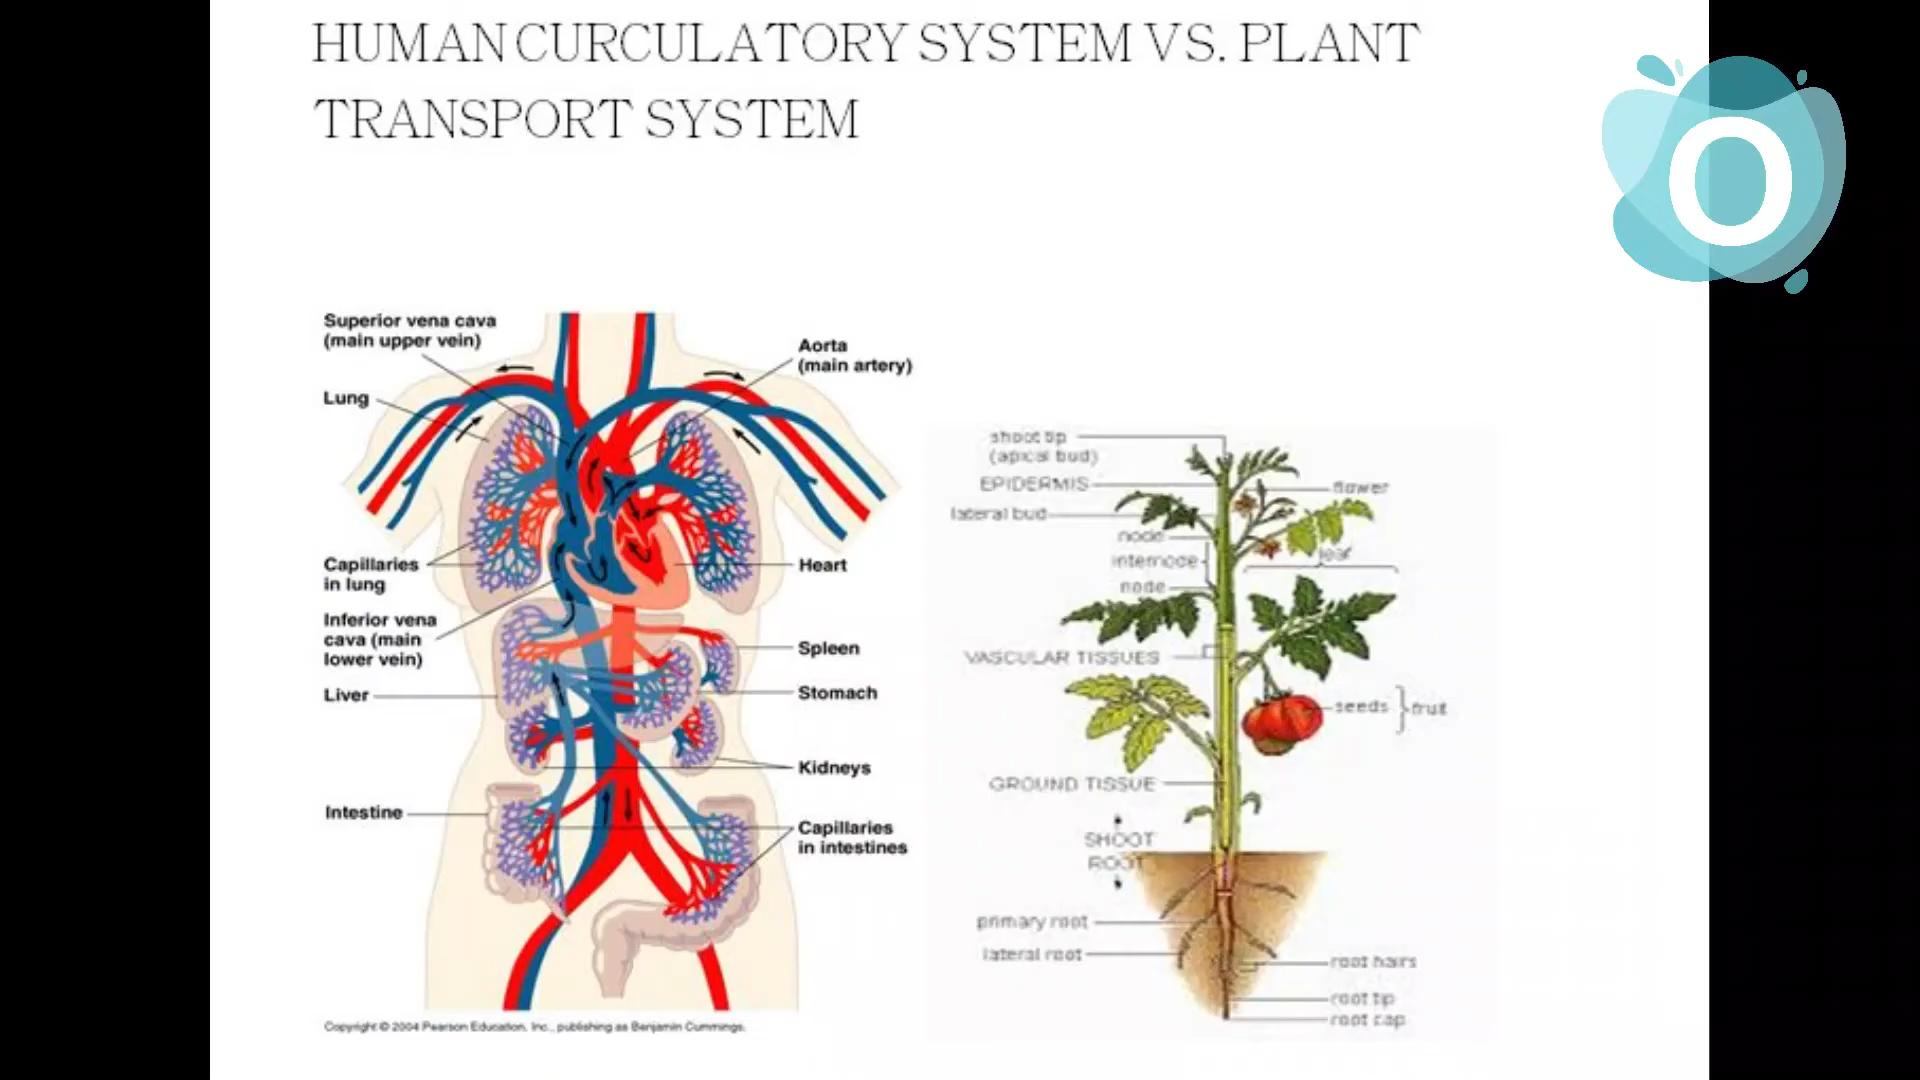 HUMAN CURCULATORY SYSTEM VS. PLANT
TRANSPORT SYSTEM
O
Superior vena cava
(main upper vein)
Lung
Capillaries
in lung
Inferior vena
cava (main
lower vein)
Liver
Intestine
Aorta
(main artery)
Heart
Spleen
Stomach
Kidneys
Capillaries
in intestines
Copyright © 2004 Pearson Education, Inc., publishing as Benjamin Cummings.
shoot tip
(apical bud)
EPIDERMIS
lateral bud
node
internode
node
VASCULAR TISSUES
GROUND TISSUE
SHOOT
ROOT
primary root
lateral root
flower
leaf
seeds
fruit
root hairs
root tip
root cap